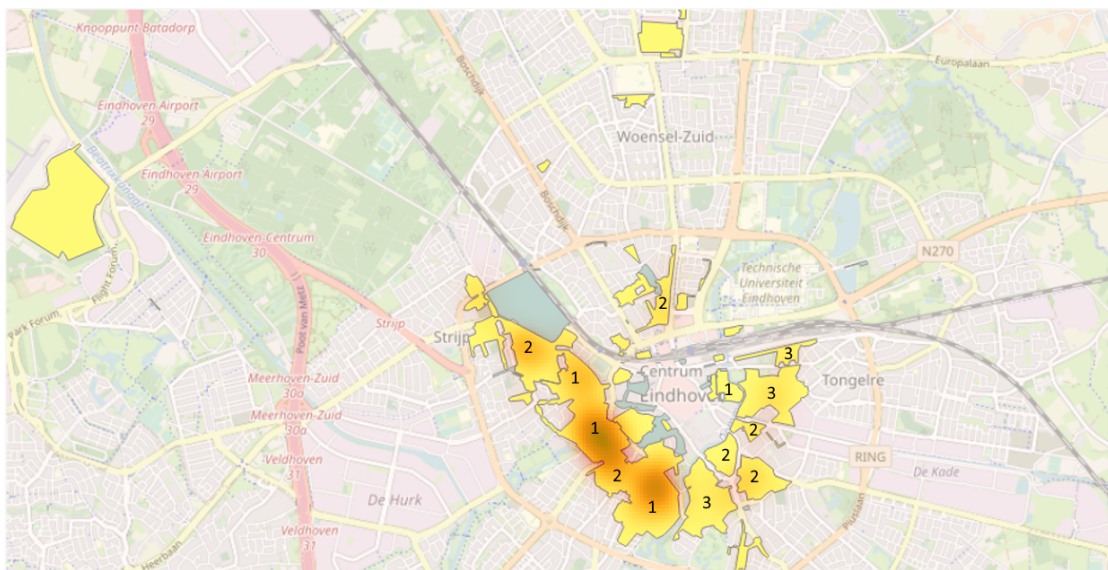 Knooppunt Batadorp
Boschdijk
Europalaan
Eindhoven Airport
29
Woensel-Zuid
Beatrixkanaal
Eindhoven Airport
29
Boschdijk
Eindhoven Centrum
30
N270
Flight Forum
Technische
Universiteit
Eindhoven
Poot van Metz
2
Park Forum
Strijp
Strijp
2
3
Meerhoven-Zuid
30a
1
Centrum
Eindhoven
1
3
Tongelre
Meerhoven-Zuid
30a
1
2
Veldhoven
31
2
RING
De Kade
2
2
De Hurk
1
3
Piuslaan
Veldhoven
31
Heerbaan